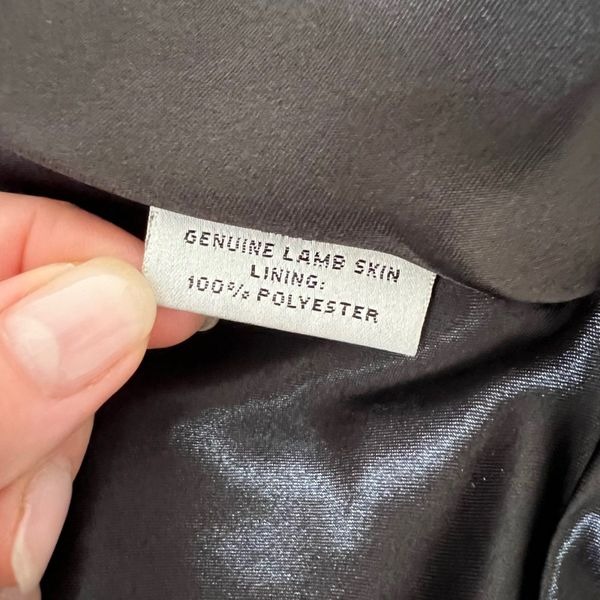 GENUINE LAMB SKIN
LINING:
100% POLYESTER